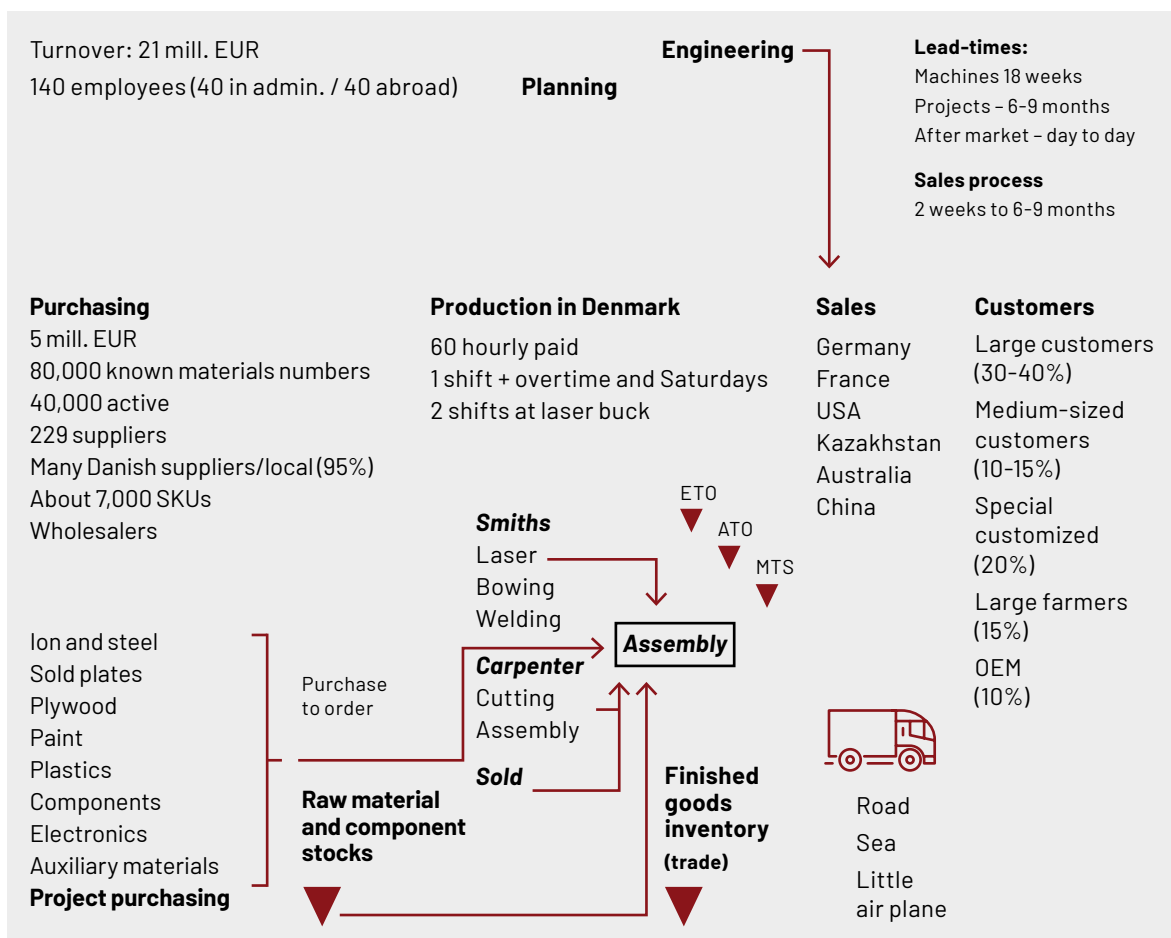 Turnover: 21 mill. EUR
140 employees (40 in admin. / 40 abroad)
Planning
Engineering
Lead-times:
Machines 18 weeks
Projects – 6-9 months
After market – day to day
Sales process
2 weeks to 6-9 months
Purchasing
5 mill. EUR
80,000 known materials numbers
40,000 active
229 suppliers
Many Danish suppliers/local (95%)
About 7,000 SKUs
Wholesalers
Production in Denmark
60 hourly paid
1 shift + overtime and Saturdays
2 shifts at laser buck
Sales
Germany
France
USA
Kazakhstan
Australia
China
Customers
Large customers
(30-40%)
Medium-sized
customers
(10-15%)
Special
customized
(20%)
Large farmers
(15%)
OEM
(10%)
ETO
ATO
MTS
Smiths
Laser
Bowing
Welding
Assembly
Carpenter
Cutting
Assembly
Sold
Ion and steel
Sold plates
Plywood
Paint
Plastics
Components
Electronics
Auxiliary materials
Project purchasing
Purchase
to order
Raw material
and component
stocks
Finished
goods
inventory
(trade)
Road
Sea
Little
air plane